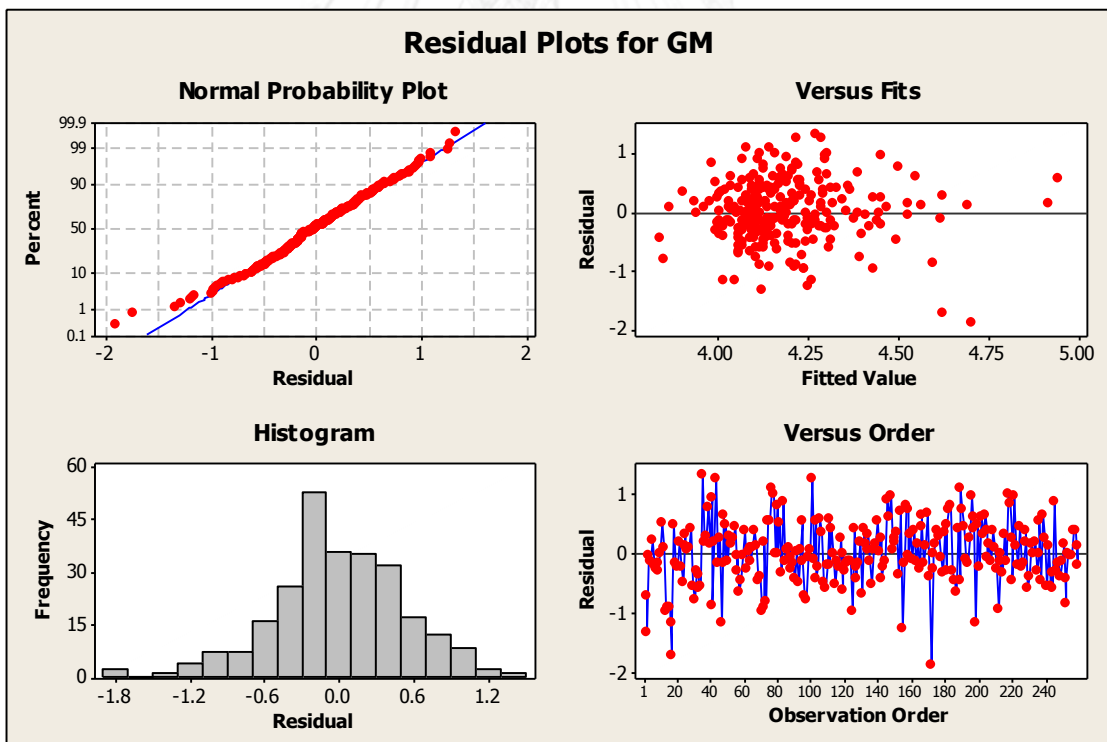 Residual Plots for GM
Normal Probability Plot
99.9
99
90
50
10
1
0.1
Percent
-2 -1 0 1 2
Residual
Versus Fits
1
0
-1
-2
Residual
4.00 4.25 4.50 4.75 5.00
Fitted Value
Histogram
60
45
30
15
0
Frequency
-1.8 -1.2 -0.6 0.0 0.6 1.2
Residual
Versus Order
1
0
-1
-2
Residual
1 20 40 60 80 100 120 140 160 180 200 220 240
Observation Order